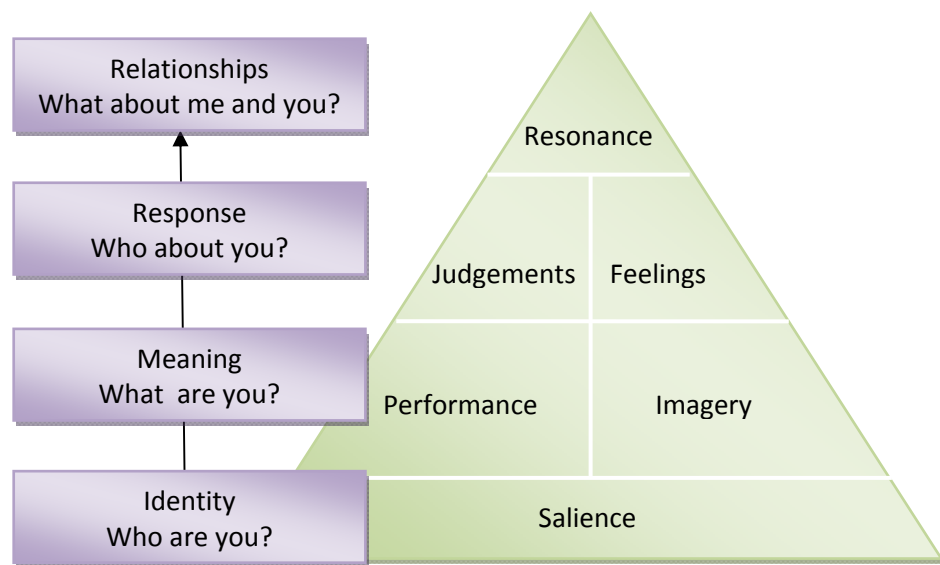 Relationships
What about me and you?
Resonance
Response
Who about you?
Judgements
Feelings
Meaning
What are you?
Performance
Imagery
Identity
Who are you?
Salience